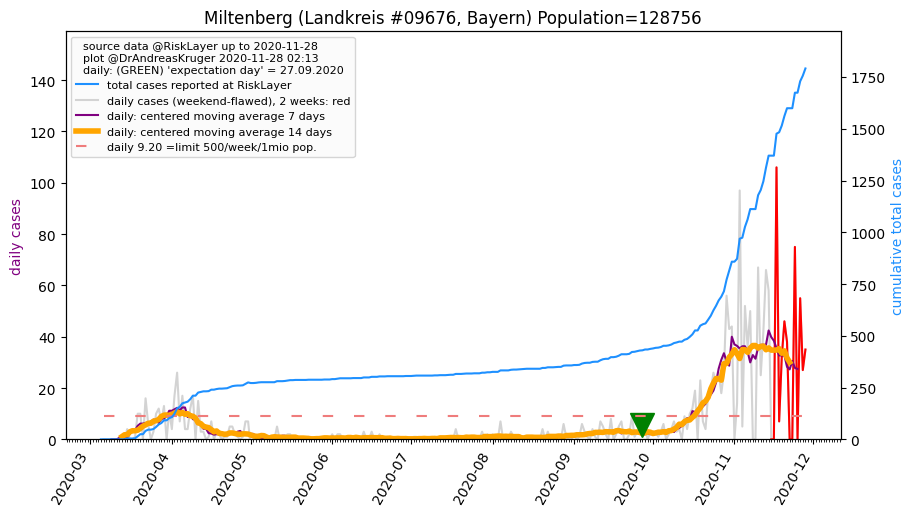 Miltenberg (Landkreis #09676, Bayern) Population=128756
source data @RiskLayer up to 2020-11-28
plot @DrAndreasKruger 2020-11-28 02:13
daily: (GREEN) 'expectation day' = 27.09.2020
total cases reported at RiskLayer
daily cases (weekend-flawed), 2 weeks: red
daily: centered moving average 7 days
daily: centered moving average 14 days
daily 9.20 =limit 500/week/1mio pop.
daily cases
140
120
100
80
60
40
20
0
cumulative total cases
1750
1500
1250
1000
750
500
250
0
2020-03
2020-04
2020-05
2020-06
2020-07
2020-08
2020-09
2020-10
2020-11
2020-12